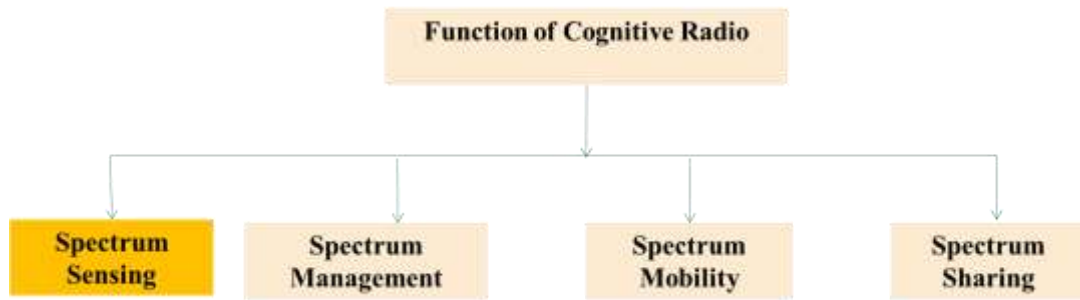 Function of Cognitive Radio
Spectrum
Sensing
Spectrum
Management
Spectrum
Mobility
Spectrum
Sharing